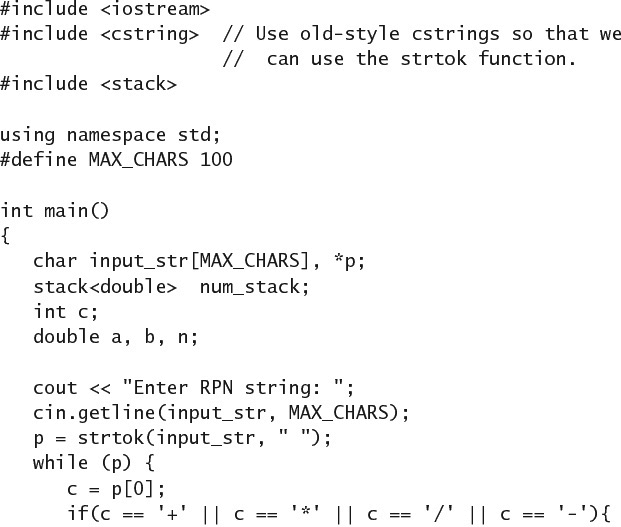 #include <iostream>
#include <cstring>  // Use old-style cstrings so that we
                    //  can use the strtok function.
#include <stack>

using namespace std;
#define MAX_CHARS 100

int main()
{
   char input_str[MAX_CHARS], *p;
   stack<double>  num_stack;
   int c;
   double a, b, n;

   cout << "Enter RPN string: ";
   cin.getline(input_str, MAX_CHARS);
   p = strtok(input_str, " ");
   while (p) {
      c = p[0];
      if(c == '+' || c == '*' || c == '/' || c == '-'){